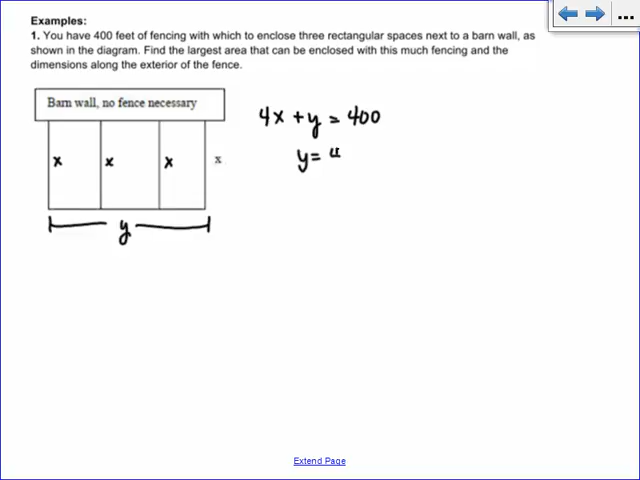 Examples:
1. You have 400 feet of fencing with which to enclose three rectangular spaces next to a barn wall, as
shown in the diagram. Find the largest area that can be enclosed with this much fencing and the
dimensions along the exterior of the fence.
Barn wall, no fence necessary
4x + y = 400
y = 4
x x x x
y
Extend Page